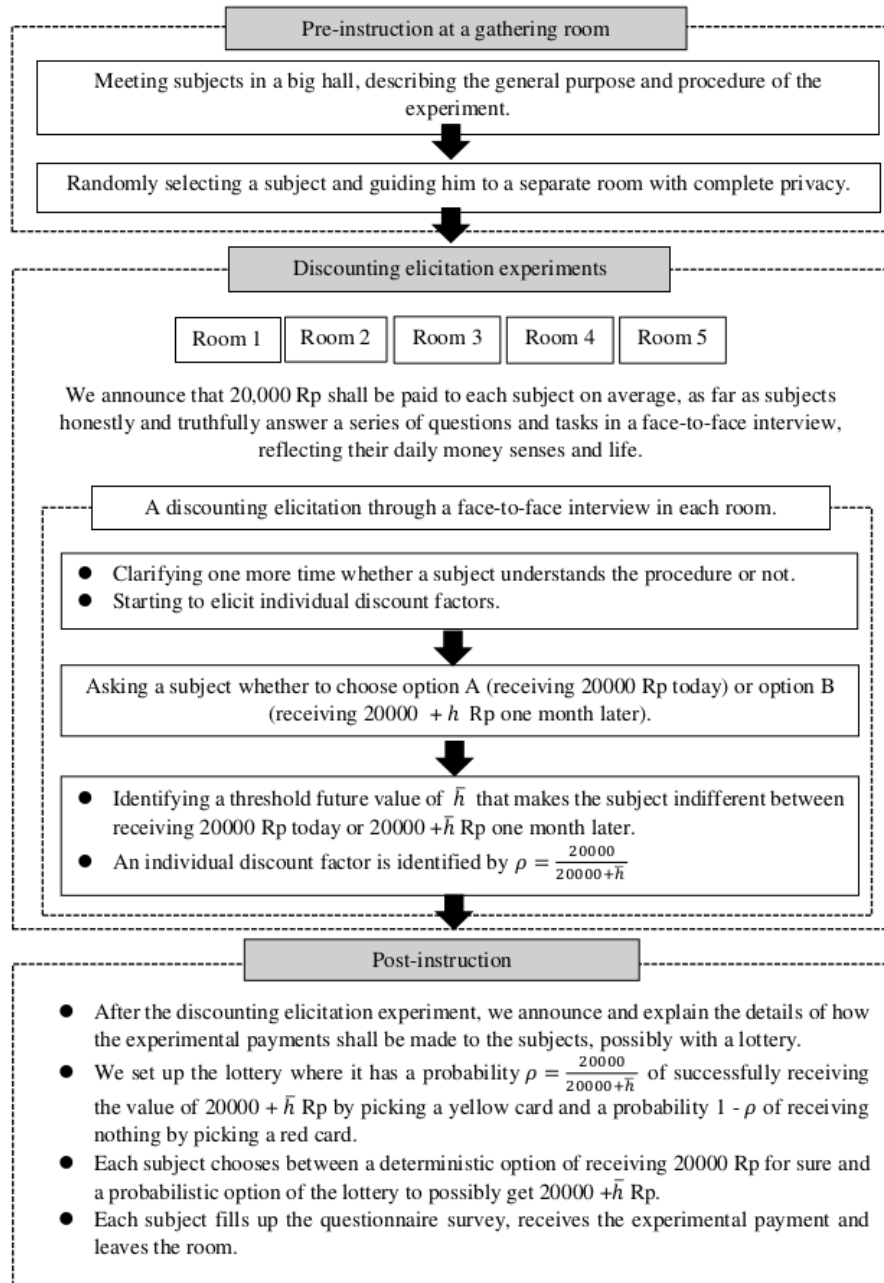 Pre-instruction at a gathering room
Meeting subjects in a big hall, describing the general purpose and procedure of the
experiment.
Randomly selecting a subject and guiding him to a separate room with complete privacy.
Discounting elicitation experiments
Room 1 Room 2 Room 3 Room 4 Room 5
We announce that 20,000 Rp shall be paid to each subject on average, as far as subjects
honestly and truthfully answer a series of questions and tasks in a face-to-face interview,
reflecting their daily money senses and life.
A discounting elicitation through a face-to-face interview in each room.
● Clarifying one more time whether a subject understands the procedure or not.
● Starting to elicit individual discount factors.
Asking a subject whether to choose option A (receiving 20000 Rp today) or option B
(receiving 20000 + ℎ Rp one month later).
● Identifying a threshold future value of ℎ̅ that makes the subject indifferent between
receiving 20000 Rp today or 20000 +ℎ̅ Rp one month later.
● An individual discount factor is identified by 𝜌 = 20000/(20000+ℎ̅)
Post-instruction
● After the discounting elicitation experiment, we announce and explain the details of how
the experimental payments shall be made to the subjects, possibly with a lottery.
● We set up the lottery where it has a probability 𝜌 = 20000/(20000+ℎ̅) of successfully receiving
the value of 20000 + ℎ̅ Rp by picking a yellow card and a probability 1 - 𝜌 of receiving
nothing by picking a red card.
● Each subject chooses between a deterministic option of receiving 20000 Rp for sure and
a probabilistic option of the lottery to possibly get 20000 +ℎ̅ Rp.
● Each subject fills up the questionnaire survey, receives the experimental payment and
leaves the room.